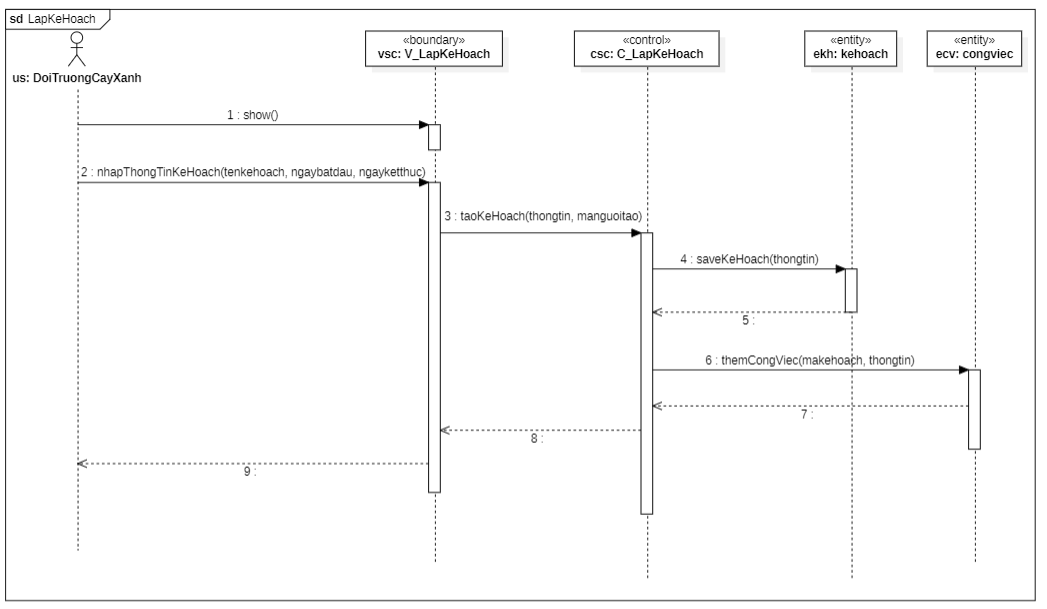 sd LapKeHoach
us: DoiTruongCayXanh
«boundary»
vsc: V_LapKeHoach
«control»
csc: C_LapKeHoach
«entity»
ekh: kehoach
«entity»
ecv: congviec
1 : show()
2 : nhapThongTinKeHoach(tenkehoach, ngaybatdau, ngayketthuc)
3 : taoKeHoach(thongtin, manguoitao)
4 : saveKeHoach(thongtin)
5 :
6 : themCongViec(makehoach, thongtin)
7 :
8 :
9 :